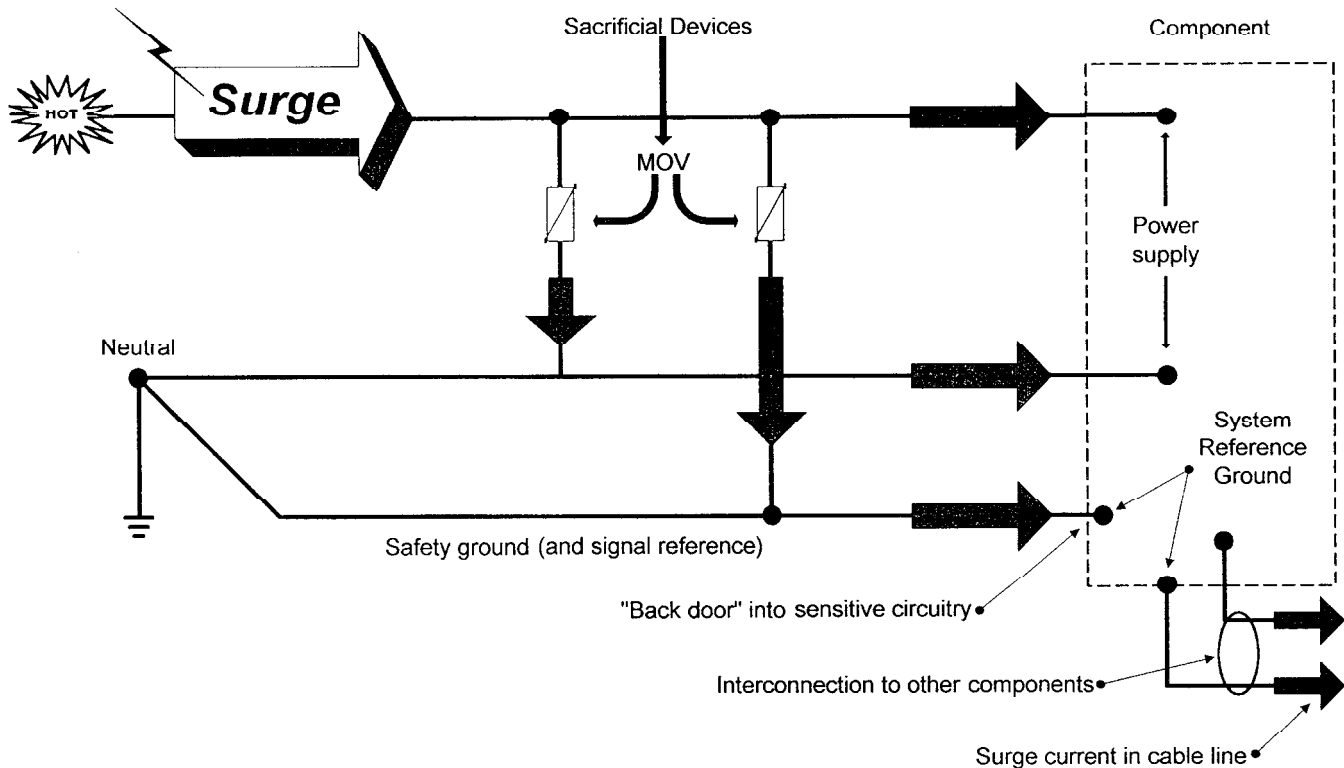 Sacrificial Devices
Component
HOT
Surge
MOV
Power
supply
Neutral
System
Reference
Ground
Safety ground (and signal reference)
"Back door" into sensitive circuitry
Interconnection to other components
Surge current in cable line